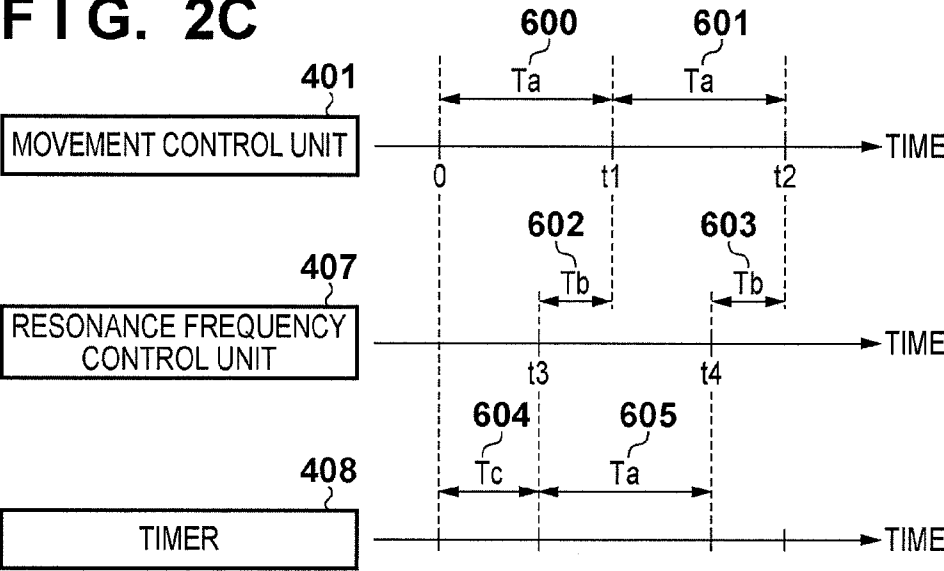 FIG. 2C
600 601
401 Ta Ta
MOVEMENT CONTROL UNIT TIME
0 t1 t2
602 603
407 Tb Tb
RESONANCE FREQUENCY
CONTROL UNIT TIME
t3 t4
604 605
408 Tc Ta
TIMER TIME